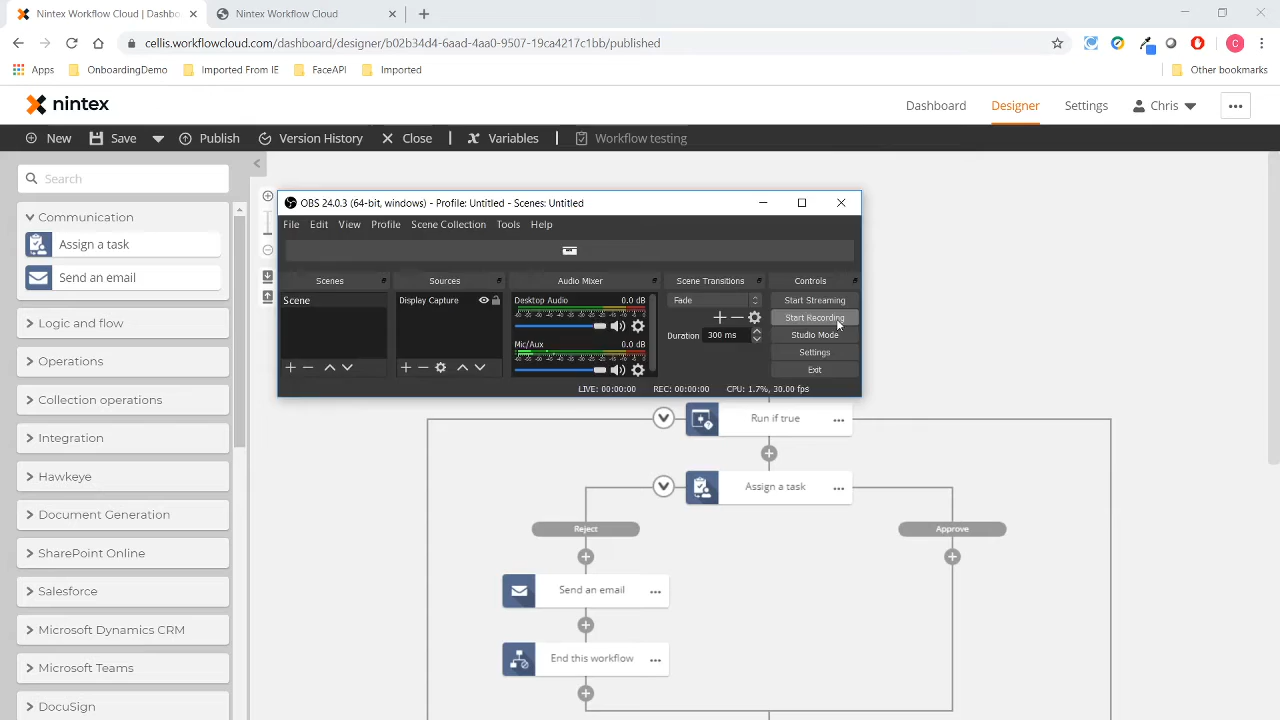 Nintex Workflow Cloud | Dashbo
Nintex Workflow Cloud
cellis.workflowcloud.com/dashboard/designer/b02b34d4-6aad-4aa0-9507-19ca4217c1bb/published
C
Apps
OnboardingDemo
Imported From IE
FaceAPI
Imported
Other bookmarks
nintex
Dashboard
Designer
Settings
Chris
New
Save
Publish
Version History
Close
Variables
Workflow testing
Search
Communication
Assign a task
Send an email
Logic and flow
Operations
Collection operations
Integration
Hawkeye
Document Generation
SharePoint Online
Salesforce
Microsoft Dynamics CRM
Microsoft Teams
DocuSign
OBS 24.0.3 (64-bit, windows) - Profile: Untitled - Scenes: Untitled
File Edit View Profile Scene Collection Tools Help
Scenes
Scene
Sources
Display Capture
Audio Mixer
Desktop Audio 0.0 dB
Mic/Aux 0.0 dB
Scene Transitions
Fade
Duration 300 ms
Controls
Start Streaming
Start Recording
Studio Mode
Settings
Exit
LIVE: 00:00:00 REC: 00:00:00 CPU: 1.7%, 30.00 fps
Run if true
Assign a task
Reject
Approve
Send an email
End this workflow